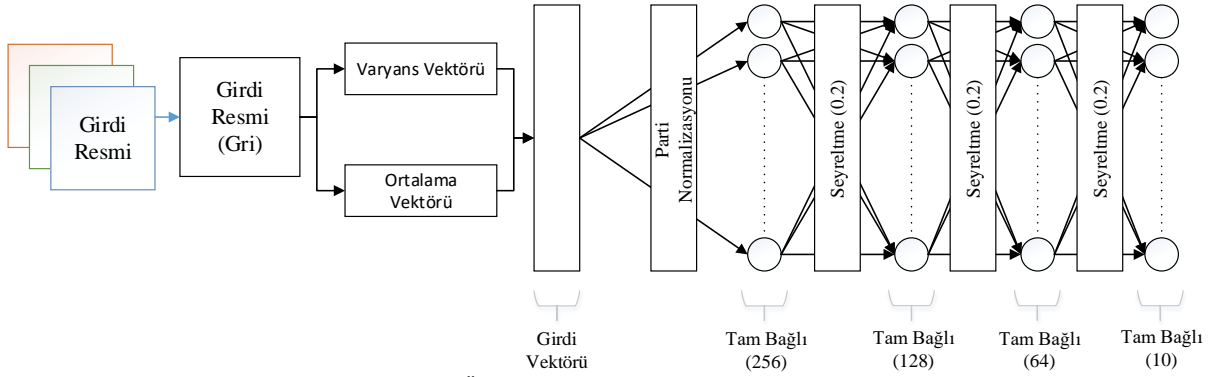 Girdi
Resmi
Girdi
Resmi
(Gri)
Varyans Vektörü
Ortalama
Vektörü
Parti
Normalizasyonu
Seyreltme (0.2)
Seyreltme (0.2)
Seyreltme (0.2)
Girdi
Vektörü
Tam Bağlı
(256)
Tam Bağlı
(128)
Tam Bağlı
(64)
Tam Bağlı
(10)